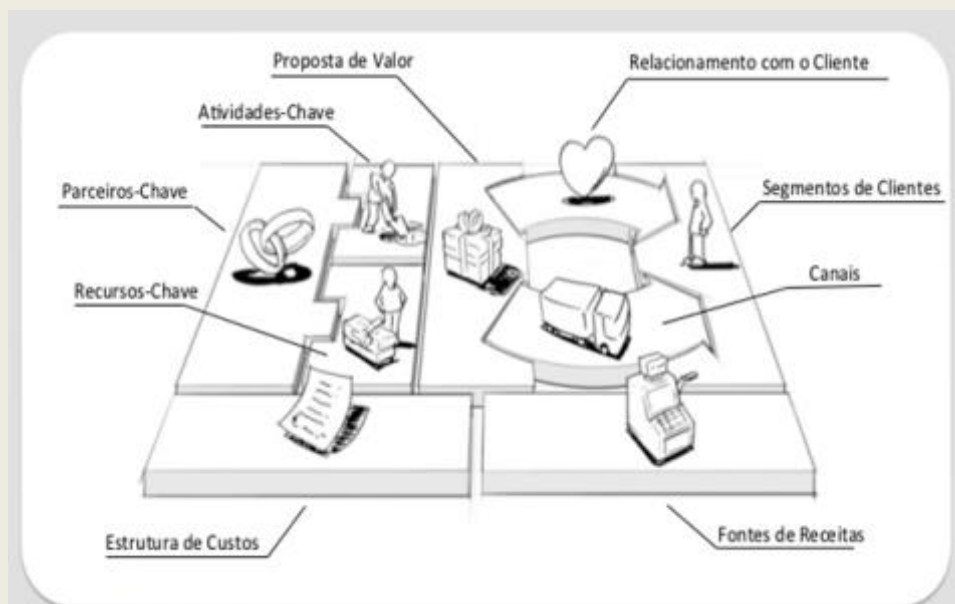 Proposta de Valor
Relacionamento com o Cliente
Atividades-Chave
Parceiros-Chave
Segmentos de Clientes
Canais
Recursos-Chave
Estrutura de Custos
Fontes de Receitas